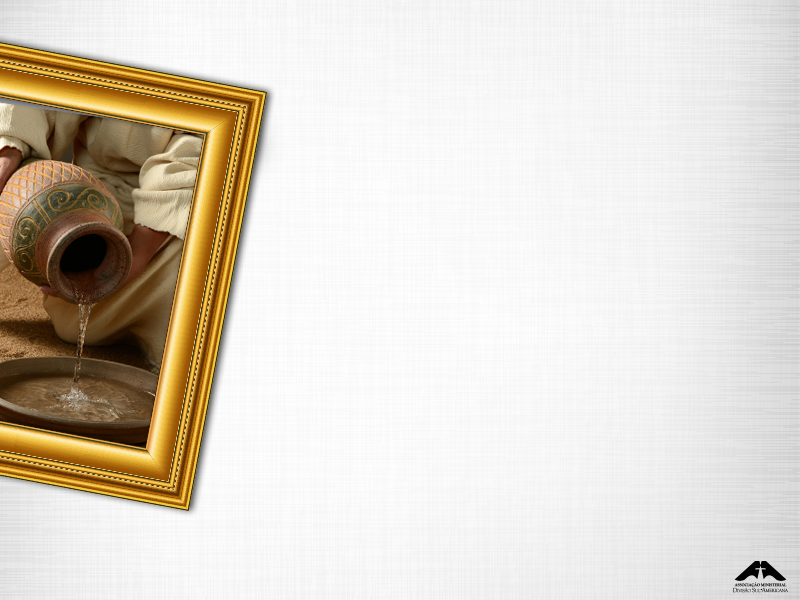 ASSOCIAÇÃO MINISTERIAL
DIVISÃO SUL-AMERICANA